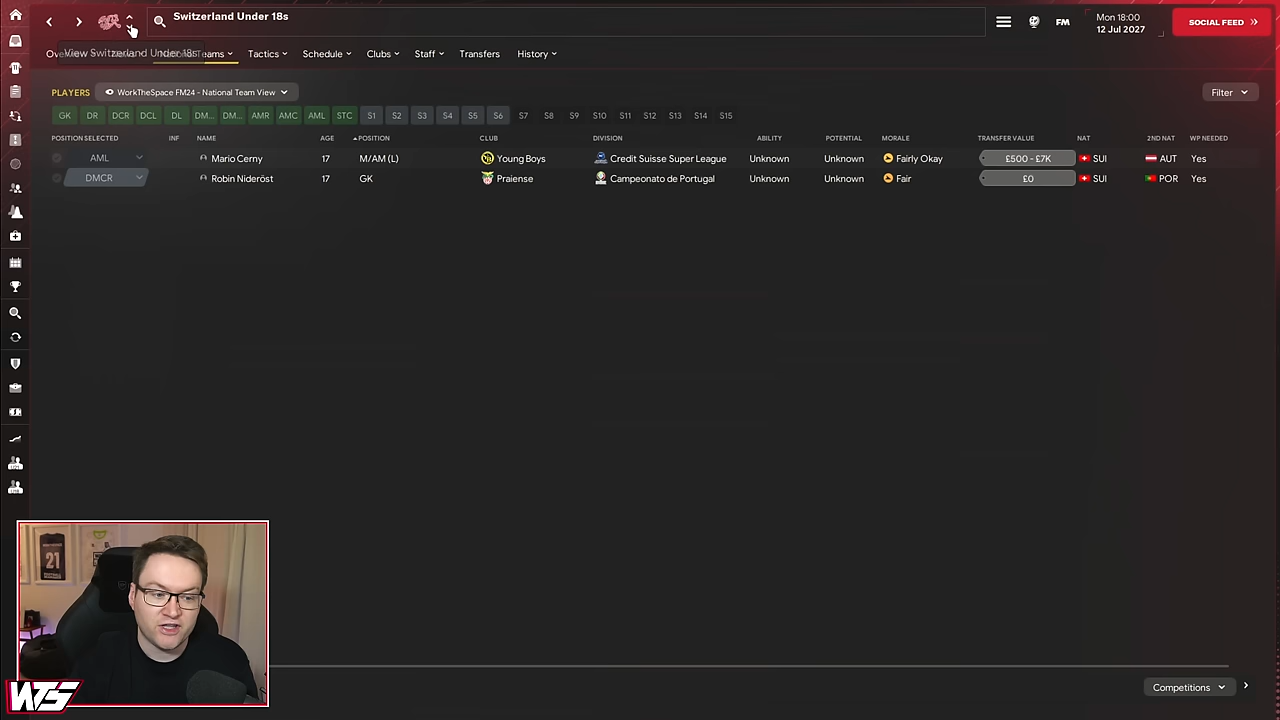 Switzerland Under 18s
FM
Mon 18:00
12 Jul 2027
SOCIAL FEED
View Switzerland Under 18s
Teams
Tactics
Schedule
Clubs
Staff
Transfers
History
PLAYERS
WorkTheSpace FM24 - National Team View
Filter
GK DR DCR DCL DL DM... DM... AMR AMC AML STC S1 S2 S3 S4 S5 S6 S7 S8 S9 S10 S11 S12 S13 S14 S15
POSITION SELECTED INF NAME AGE POSITION CLUB DIVISION ABILITY POTENTIAL MORALE TRANSFER VALUE NAT 2ND NAT WP NEEDED
AML Mario Cerny 17 M/AM (L) Young Boys Credit Suisse Super League Unknown Unknown Fairly Okay £500 - £7K SUI AUT Yes
DMCR Robin Nideröst 17 GK Praiense Campeonato de Portugal Unknown Unknown Fair £0 SUI POR Yes
21
WTS
Competitions